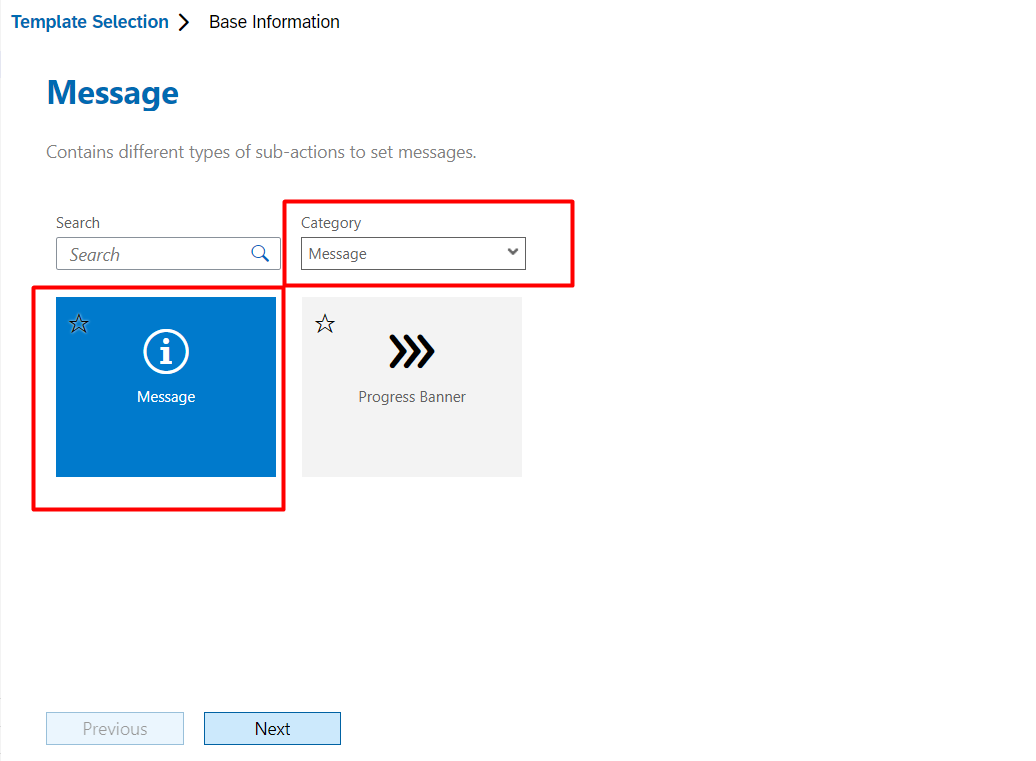 Template Selection Base Information
Message
Contains different types of sub-actions to set messages.
Search Category
Search Message
Message Progress Banner
Previous Next